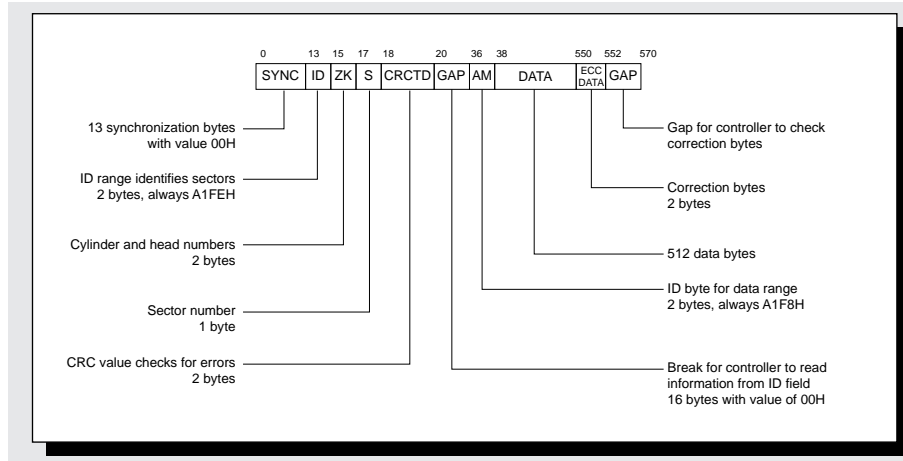 0 13 15 17 18 20 36 38 550 552 570
SYNC ID ZK S CRCTD GAP AM DATA ECC DATA GAP
13 synchronization bytes
with value 00H
ID range identifies sectors
2 bytes, always A1FEH
Cylinder and head numbers
2 bytes
Sector number
1 byte
CRC value checks for errors
2 bytes
Gap for controller to check
correction bytes
Correction bytes
2 bytes
512 data bytes
ID byte for data range
2 bytes, always A1F8H
Break for controller to read
information from ID field
16 bytes with value of 00H